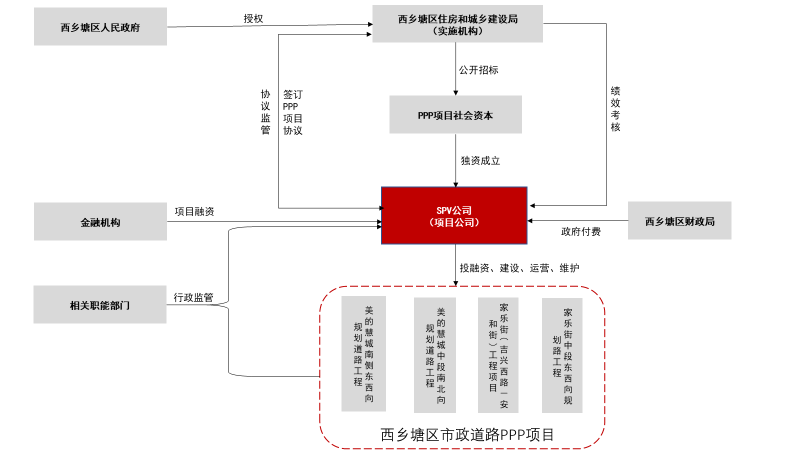 西乡塘区人民政府
授权
西乡塘区住房和城乡建设局
（实施机构）
公开招标
协议监管
签订
PPP
项目
协议
绩效考核
PPP项目社会资本
独资成立
金融机构
项目融资
SPV公司
（项目公司）
政府付费
西乡塘区财政局
投融资、建设、运营、维护
相关职能部门
行政监管
美的慧城南侧东西向
规划道路工程
美的慧城中段南北向
规划道路工程
家乐街（吉兴西路—安
和街）工程项目
家乐街中段东西向规
划路工程
西乡塘区市政道路PPP项目